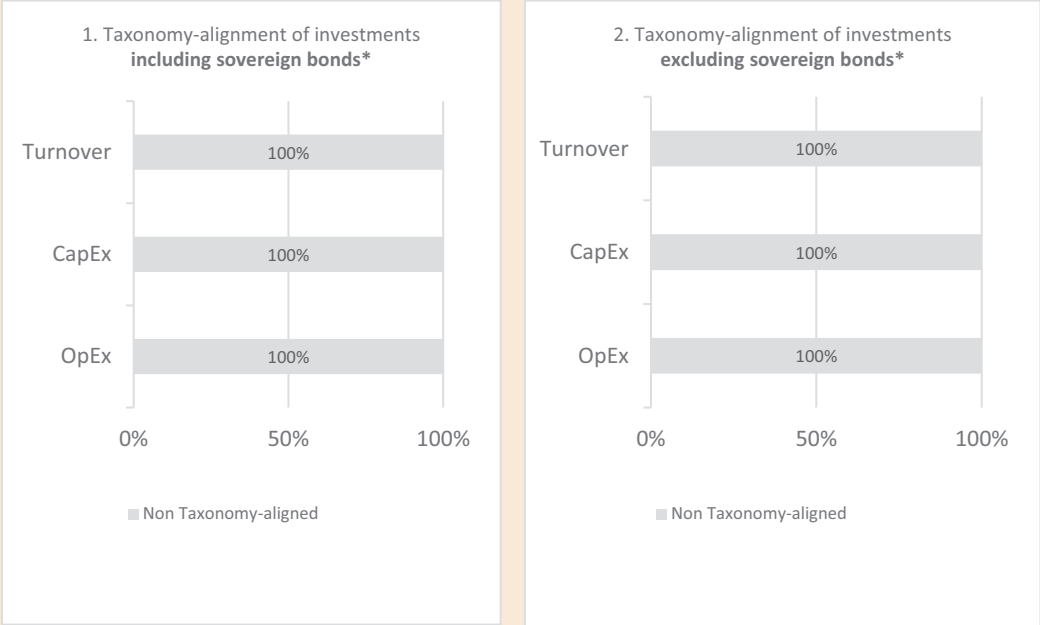 1. Taxonomy-alignment of investments
including sovereign bonds*
Turnover
100%
CapEx
100%
OpEx
100%
0% 50% 100%
Non Taxonomy-aligned
2. Taxonomy-alignment of investments
excluding sovereign bonds*
Turnover
100%
CapEx
100%
OpEx
100%
0% 50% 100%
Non Taxonomy-aligned